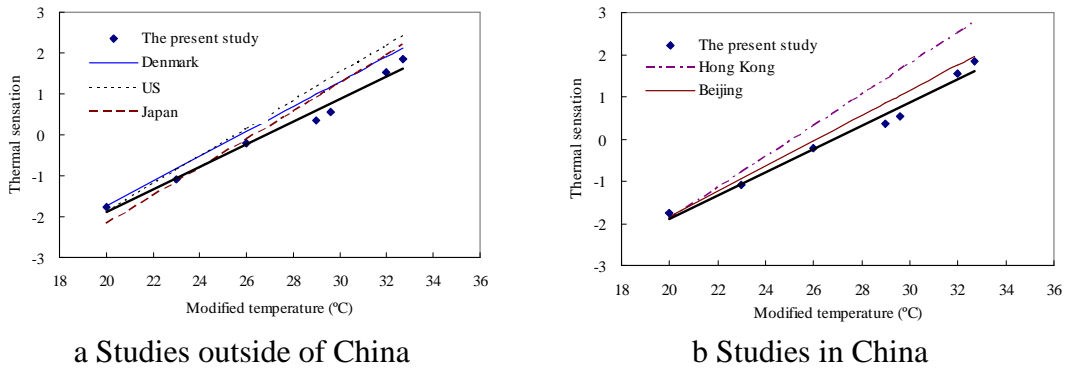 3
2
1
0
-1
-2
-3
Thermal sensation
The present study
Denmark
US
Japan
18 20 22 24 26 28 30 32 34 36
Modified temperature (ºC)
a Studies outside of China
3
2
1
0
-1
-2
-3
Thermal sensation
The present study
Hong Kong
Beijing
18 20 22 24 26 28 30 32 34 36
Modified temperature (ºC)
b Studies in China